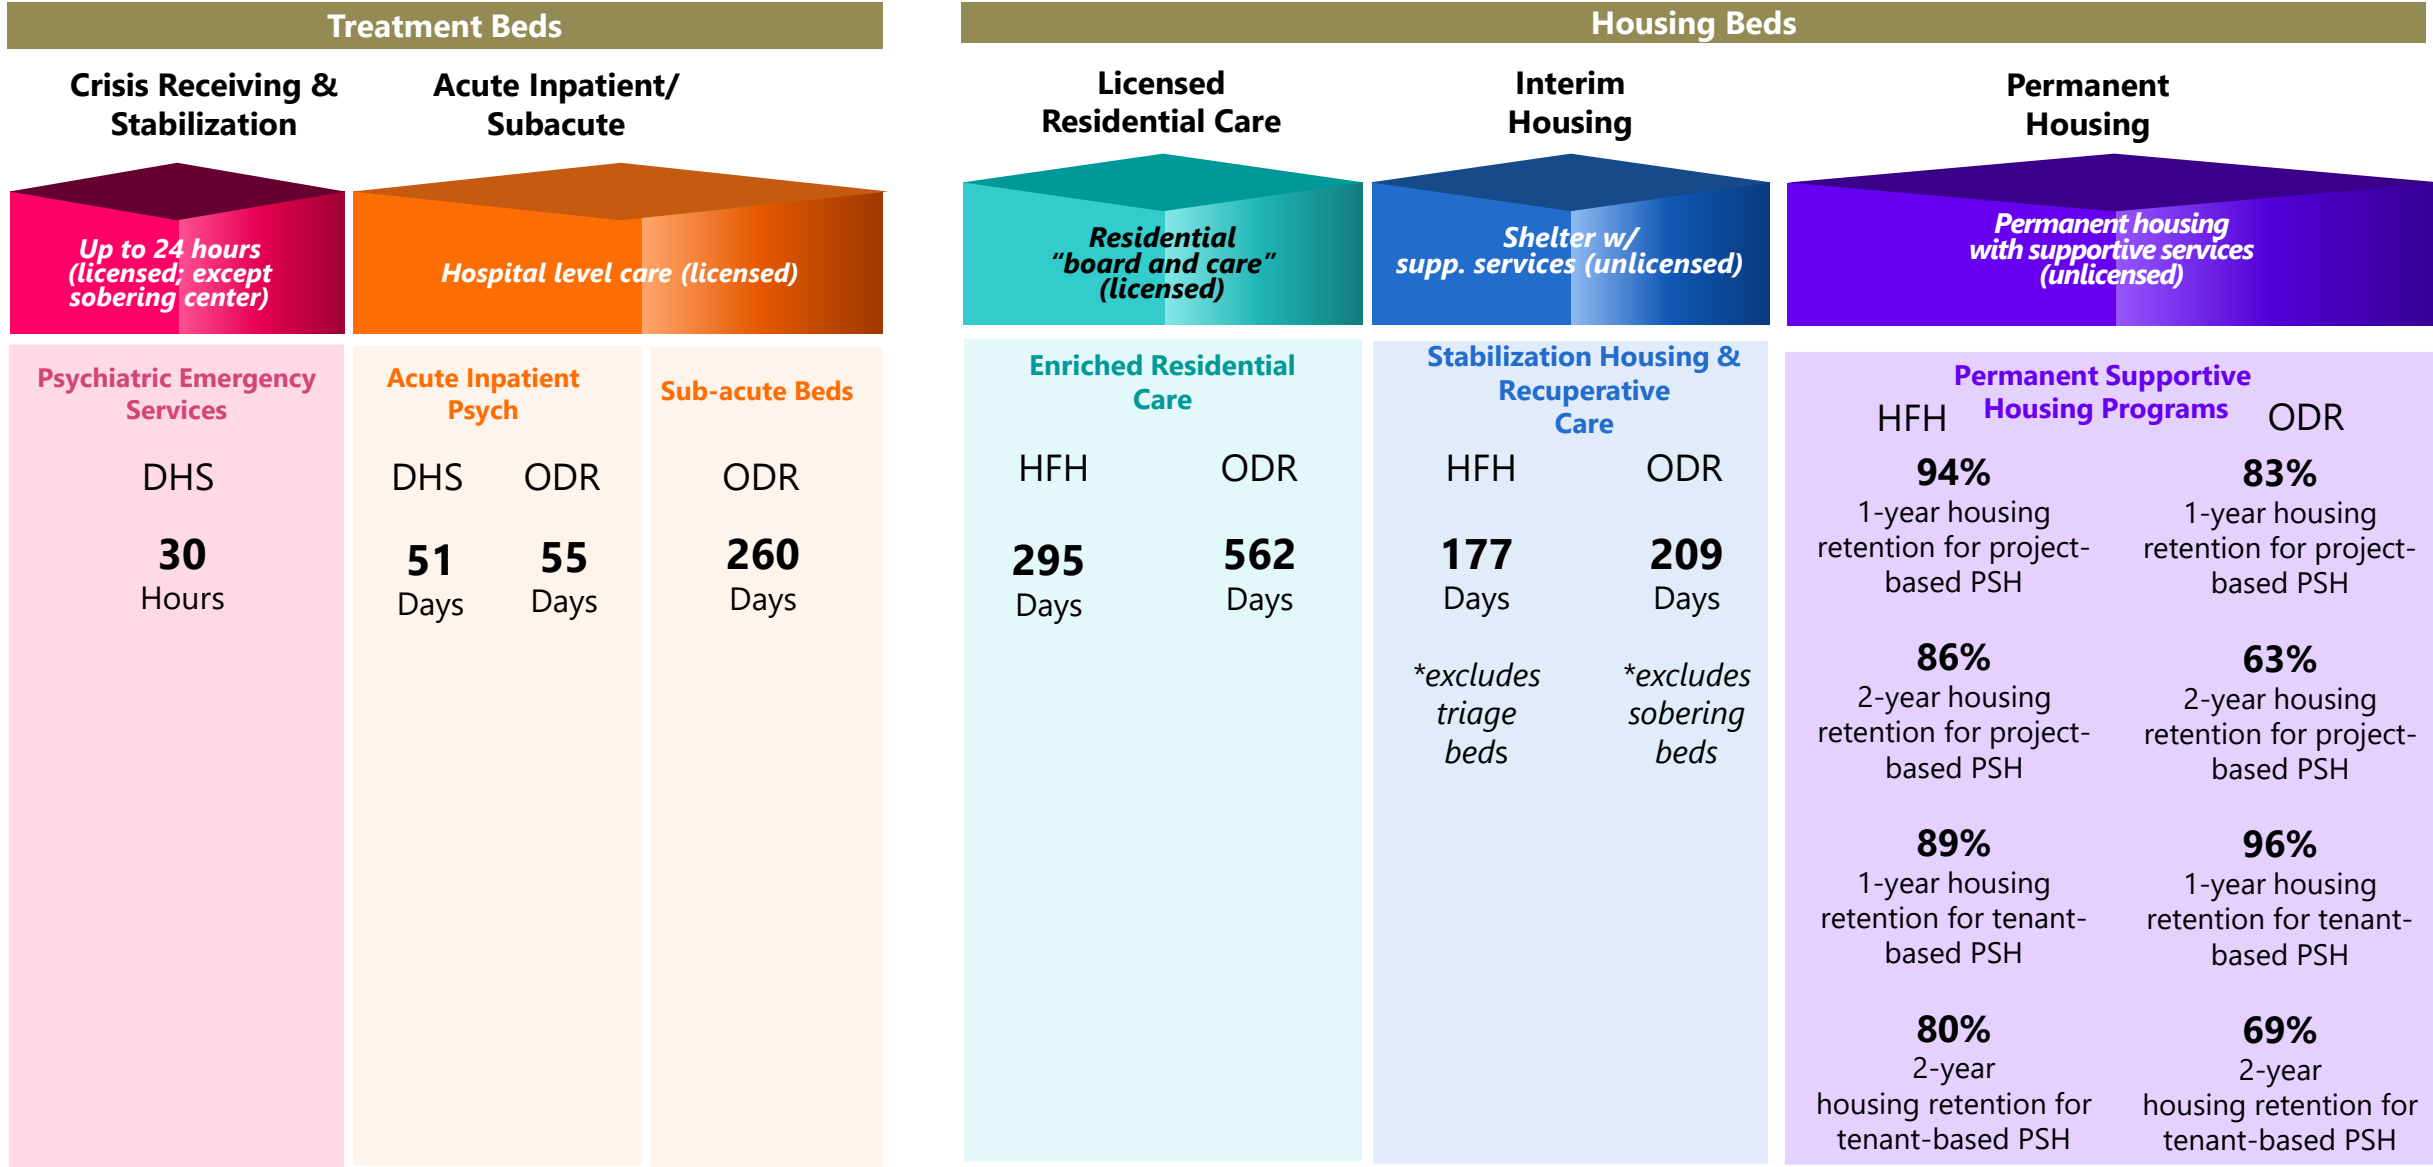 Treatment Beds
Crisis Receiving &
Stabilization
Acute Inpatient/
Subacute
Up to 24 hours
(licensed; except
sobering center)
Hospital level care (licensed)
Psychiatric Emergency
Services
DHS
30
Hours
Acute Inpatient
Psych
DHS
51
Days
ODR
55
Days
Sub-acute Beds
ODR
260
Days
Housing Beds
Licensed
Residential Care
Residential
“board and care”
(licensed)
Enriched Residential
Care
HFH
295
Days
ODR
562
Days
Interim
Housing
Shelter w/
supp. services (unlicensed)
Stabilization Housing &
Recuperative
Care
HFH
177
Days
*excludes
triage
beds
ODR
209
Days
*excludes
sobering
beds
Permanent
Housing
Permanent housing
with supportive services
(unlicensed)
Permanent Supportive
Housing Programs
HFH
94%
1-year housing
retention for project-
based PSH
86%
2-year housing
retention for project-
based PSH
89%
1-year housing
retention for tenant-
based PSH
80%
2-year
housing retention for
tenant-based PSH
ODR
83%
1-year housing
retention for project-
based PSH
63%
2-year housing
retention for project-
based PSH
96%
1-year housing
retention for tenant-
based PSH
69%
2-year
housing retention for
tenant-based PSH